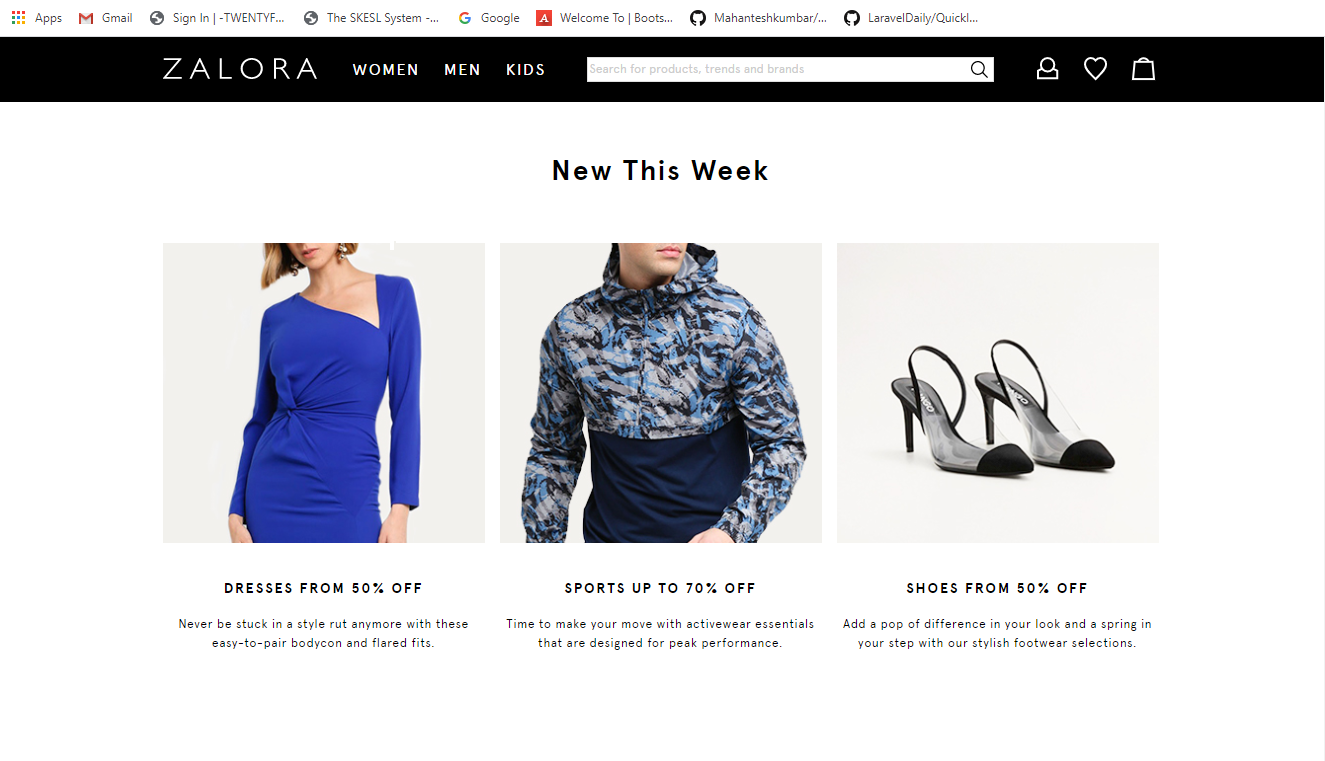 Apps Gmail Sign In | -TWENTYF... The SKESL System -... Google Welcome To | Boots... Mahanteshkumbar/... LaravelDaily/Quickl...
ZALORA WOMEN MEN KIDS Search for products, trends and brands
New This Week
DRESSES FROM 50% OFF
Never be stuck in a style rut anymore with these
easy-to-pair bodycon and flared fits.
SPORTS UP TO 70% OFF
Time to make your move with activewear essentials
that are designed for peak performance.
SHOES FROM 50% OFF
Add a pop of difference in your look and a spring in
your step with our stylish footwear selections.